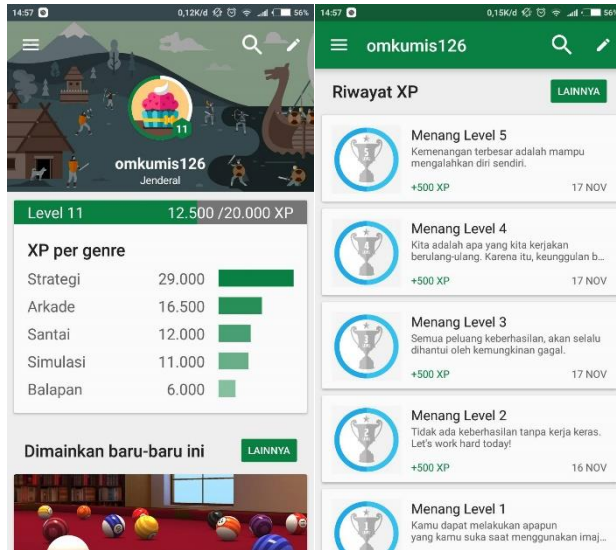 14:57 0,12K/d 56%
11
omkumis126
Jenderal
Level 11 12.500 /20.000 XP
XP per genre
Strategi 29.000
Arkade 16.500
Santai 12.000
Simulasi 11.000
Balapan 6.000
Dimainkan baru-baru ini LAINNYA
14:57 0,15K/d 56%
omkumis126
Riwayat XP LAINNYA
5
Menang Level 5
Kemenangan terbesar adalah mampu
mengalahkan diri sendiri.
+500 XP 17 NOV
4
Menang Level 4
Kita adalah apa yang kita kerjakan
berulang-ulang. Karena itu, keunggulan b...
+500 XP 17 NOV
3
Menang Level 3
Semua peluang keberhasilan, akan selalu
dihantui oleh kemungkinan gagal.
+500 XP 17 NOV
2
Menang Level 2
Tidak ada keberhasilan tanpa kerja keras.
Let's work hard today!
+500 XP 16 NOV
1
Menang Level 1
Kamu dapat melakukan apapun
yang kamu suka saat menggunakan imaj...